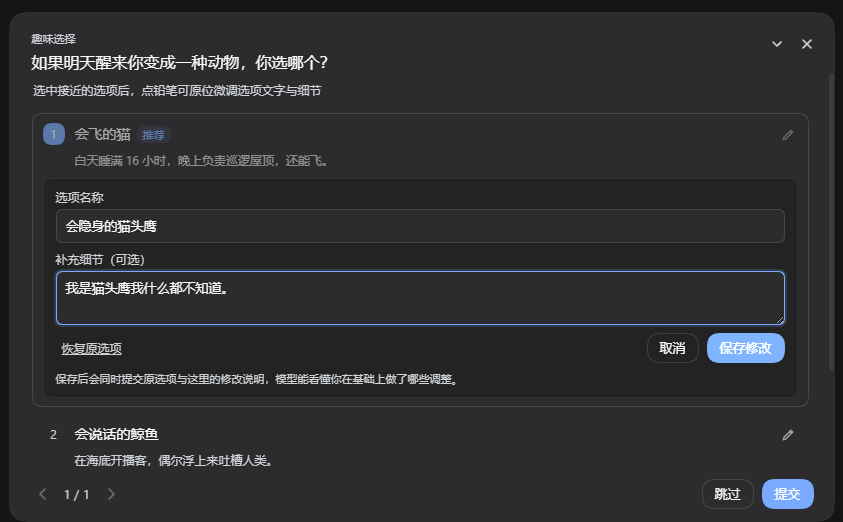 趣味选择
如果明天醒来你变成一种动物，你选哪个？
选中接近的选项后，点铅笔可原位微调选项文字与细节
1 会飞的猫 推荐
白天睡满 16 小时，晚上负责巡逻屋顶，还能飞。
选项名称
会隐身的猫头鹰
补充细节（可选）
我是猫头鹰我什么都不知道。
恢复原选项 取消 保存修改
保存后会同时提交原选项与这里的修改说明，模型能看懂你在基础上做了哪些调整。
2 会说话的鲸鱼
在海底开播客，偶尔浮上来吐槽人类。
1 / 1 跳过 提交